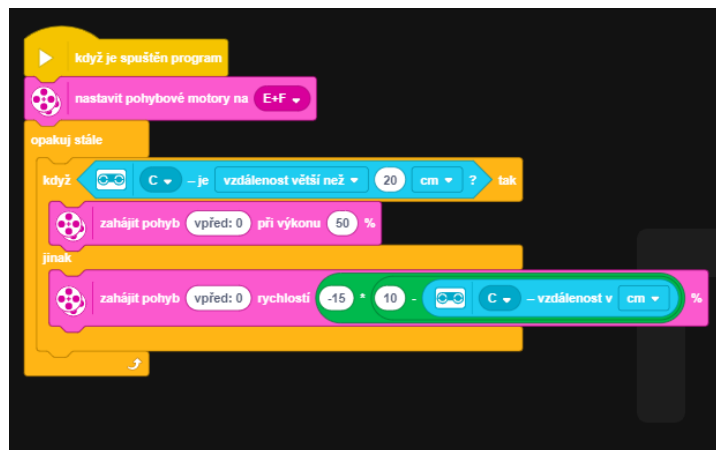 když je spuštěn program
nastavit pohybové motory na E+F
opakuj stále
když C – je vzdálenost větší než 20 cm ? tak
zahájit pohyb vpřed: 0 při výkonu 50 %
jinak
zahájit pohyb vpřed: 0 rychlostí -15 * 10 - C – vzdálenost v cm %